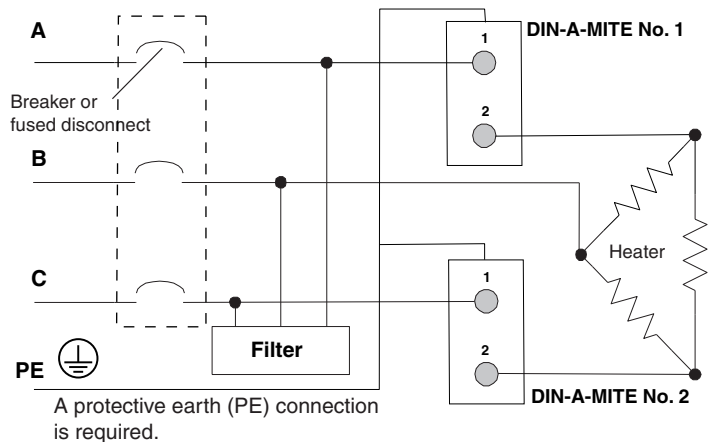 A
1
DIN-A-MITE No. 1
Breaker or
fused disconnect
2
B
Heater
C
1
Filter
2
PE
DIN-A-MITE No. 2
A protective earth (PE) connection
is required.